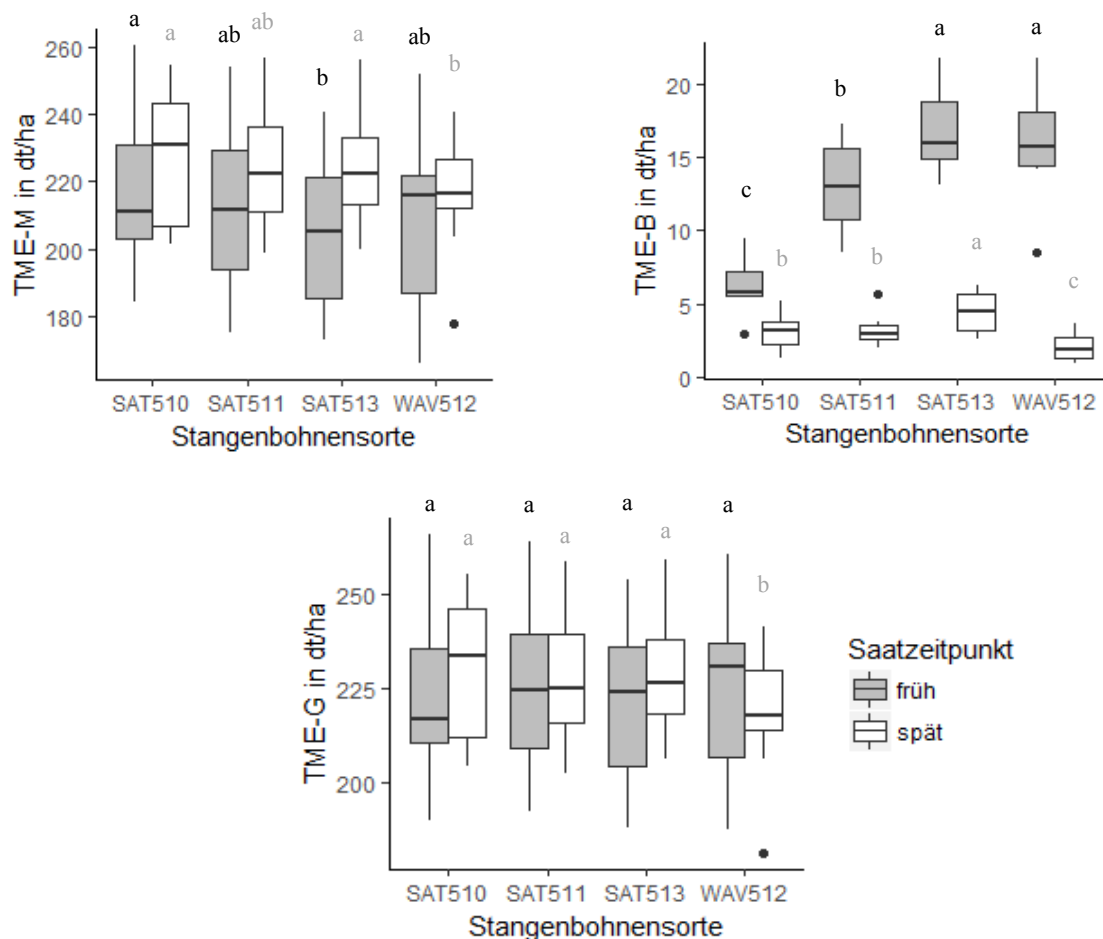 a a ab ab b a ab b
TME-M in dt/ha
260
240
220
200
180
SAT510 SAT511 SAT513 WAV512
Stangenbohnensorte
c b b b a a a c
TME-B in dt/ha
20
15
10
5
0
SAT510 SAT511 SAT513 WAV512
Stangenbohnensorte
a a a a a a a b
TME-G in dt/ha
250
225
200
SAT510 SAT511 SAT513 WAV512
Stangenbohnensorte
Saatzeitpunkt
früh
spät